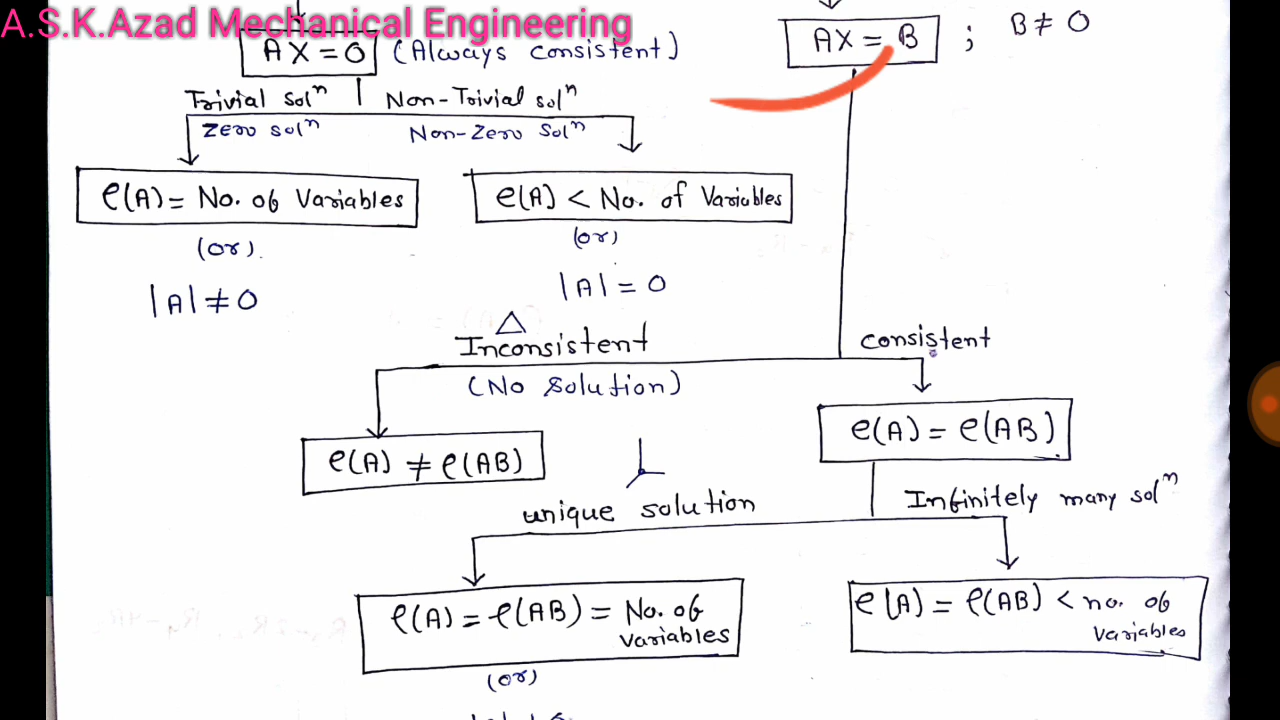 A.S.K.Azad Mechanical Engineering
AX = 0 (Always consistent)
AX = B ; B ≠ 0
Trivial solⁿ
Non-Trivial solⁿ
Zero solⁿ
Non-Zero solⁿ
ρ(A) = No. of Variables
ρ(A) < No. of Variables
(or)
(or)
|A| ≠ 0
|A| = 0
Δ
Inconsistent
consistent
(No solution)
ρ(A) = ρ(AB)
ρ(A) ≠ ρ(AB)
unique solution
Infinitely many solⁿ
ρ(A) = ρ(AB) = No. of
variables
ρ(A) = ρ(AB) < no. of
variables
(or)